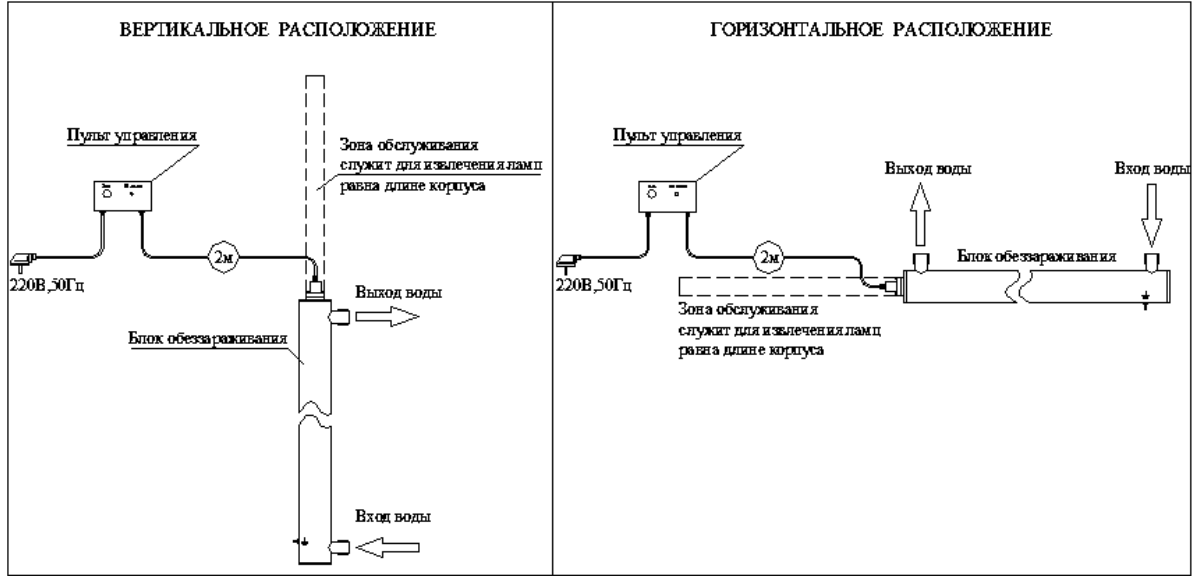 ВЕРТИКАЛЬНОЕ РАСПОЛОЖЕНИЕ
Пульт управления
Зона обслуживания
служит для извлечения ламп
равна длине корпуса
2м
220В,50Гц
Выход воды
Блок обеззараживания
Вход воды
ГОРИЗОНТАЛЬНОЕ РАСПОЛОЖЕНИЕ
Пульт управления
Выход воды
Вход воды
2м
Блок обеззараживания
220В,50Гц
Зона обслуживания
служит для извлечения ламп
равна длине корпуса